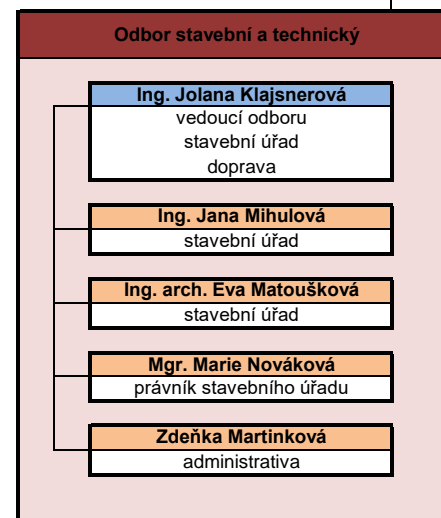 Odbor stavební a technický
Ing. Jolana Klajsnerová
vedoucí odboru
stavební úřad
doprava
Ing. Jana Mihulová
stavební úřad
Ing. arch. Eva Matoušková
stavební úřad
Mgr. Marie Nováková
právník stavebního úřadu
Zdeňka Martinková
administrativa